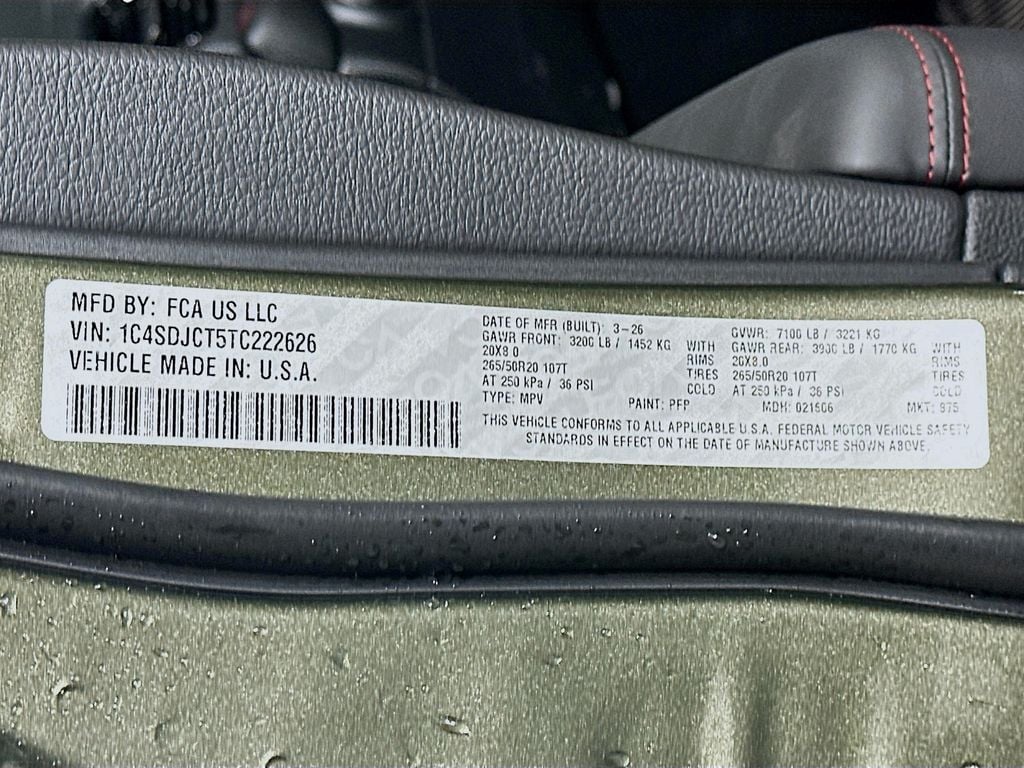 MFD BY: FCA US LLC
VIN: 1C4SDJCT5TC222626
VEHICLE MADE IN: U.S.A.
DATE OF MFR (BUILT): 3-26
GVWR: 7100 LB / 3221 KG
GAWR FRONT: 3200 LB / 1452 KG WITH
GAWR REAR: 3900 LB / 1770 KG WITH
20X8.0 RIMS
20X8.0 RIMS
265/50R20 107T TIRES
265/50R20 107T TIRES
AT 250 kPa / 36 PSI COLD
AT 250 kPa / 36 PSI COLD
TYPE: MPV PAINT: PFP MDH: 021506 MKT: 975
THIS VEHICLE CONFORMS TO ALL APPLICABLE U.S.A. FEDERAL MOTOR VEHICLE SAFETY
STANDARDS IN EFFECT ON THE DATE OF MANUFACTURE SHOWN ABOVE.